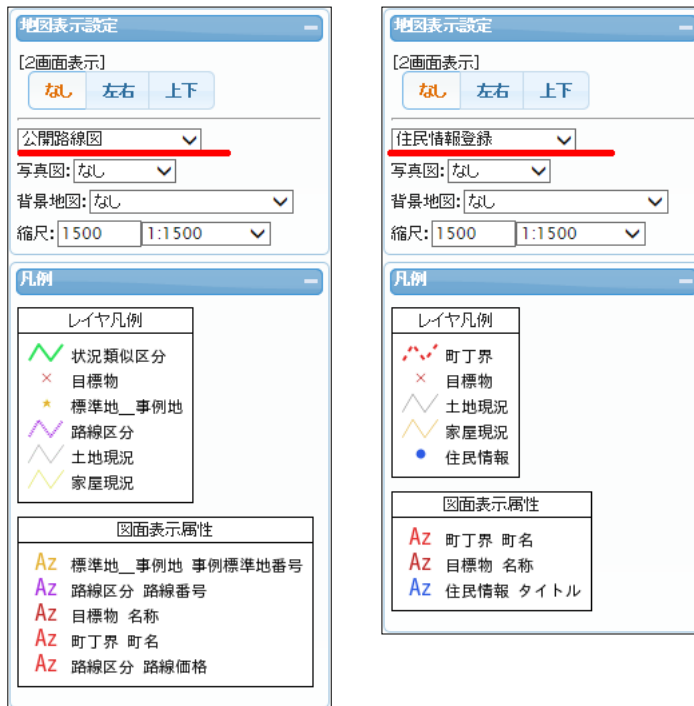 地図表示設定
[2画面表示]
なし 左右 上下
公開路線図
写真図: なし
背景地図: なし
縮尺: 1500 1:1500
凡例
レイヤ凡例
状況類似区分
目標物
標準地__事例地
路線区分
土地現況
家屋現況
図面表示属性
Az 標準地__事例地 事例標準地番号
Az 路線区分 路線番号
Az 目標物 名称
Az 町丁界 町名
Az 路線区分 路線価格
地図表示設定
[2画面表示]
なし 左右 上下
住民情報登録
写真図: なし
背景地図: なし
縮尺: 1500 1:1500
凡例
レイヤ凡例
町丁界
目標物
土地現況
家屋現況
住民情報
図面表示属性
Az 町丁界 町名
Az 目標物 名称
Az 住民情報 タイトル